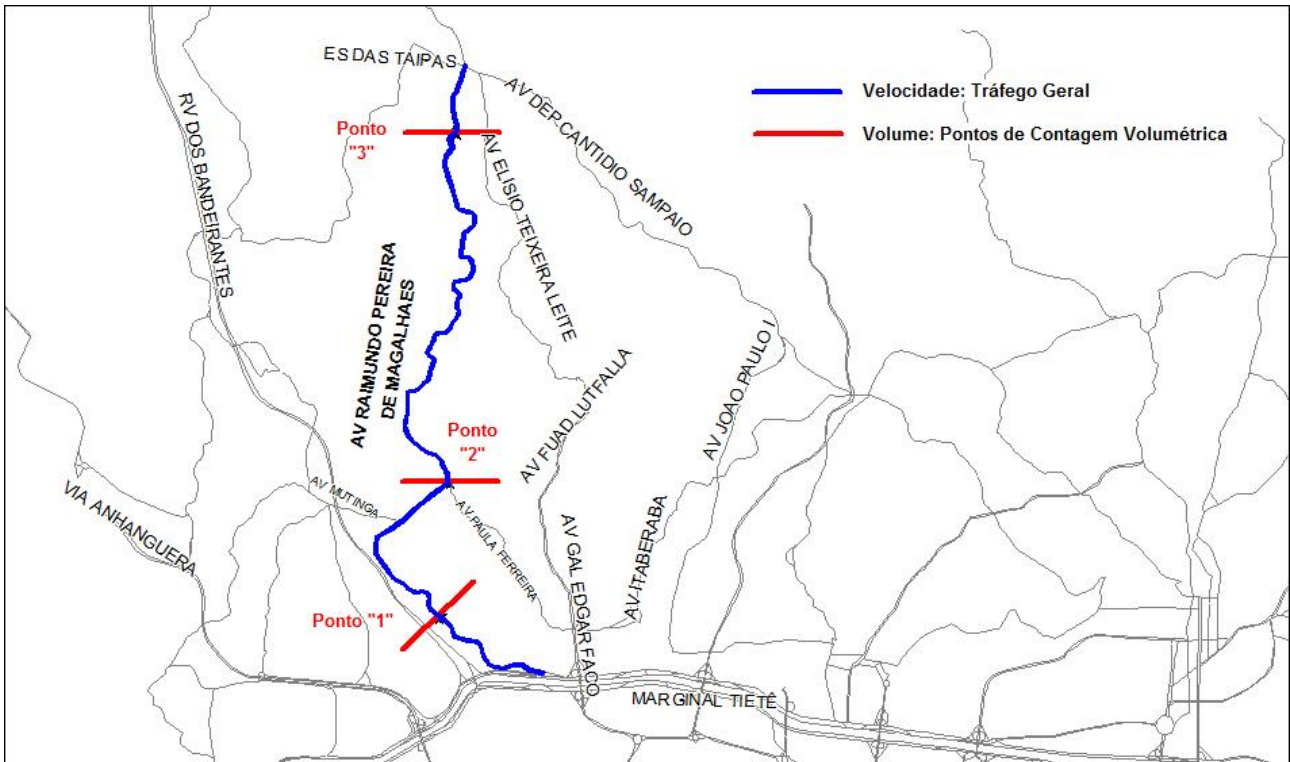 ES DAS TAIPAS
AV DEP CANTIDIO SAMPAIO
Velocidade: Tráfego Geral
Volume: Pontos de Contagem Volumétrica
RV DOS BANDEIRANTES
Ponto
"3"
AV ELISIO TEIXEIRA LEITE
AV RAIMUNDO PEREIRA
DE MAGALHAES
AV FUAD LUTFALLA
AV JOAO PAULO I
Ponto
"2"
AV MUTINGA
VIA ANHANGUERA
AV PAULA FERREIRA
AV GAL EDGAR FACO
AV ITABERABA
Ponto "1"
MARGINAL TIETÊ